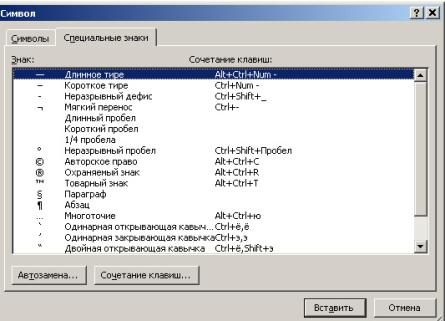 Символ
Символы Специальные знаки
Знак: Сочетание клавиш:
— Длинное тире Alt+Ctrl+Num -
– Короткое тире Ctrl+Num -
- Неразрывный дефис Ctrl+Shift+_
¬ Мягкий перенос Ctrl+-
Длинный пробел
Короткий пробел
1/4 пробела
° Неразрывный пробел Ctrl+Shift+Пробел
© Авторское право Alt+Ctrl+C
® Охраняемый знак Alt+Ctrl+R
™ Товарный знак Alt+Ctrl+T
§ Параграф
¶ Абзац
… Многоточие Alt+Ctrl+ю
‘ Одинарная открывающая кавыч... Ctrl+ё,ё
’ Одинарная закрывающая кавычка Ctrl+э,э
“ Двойная открывающая кавычка Ctrl+ё,Shift+э
Автозамена... Сочетание клавиш...
Вставить Отмена